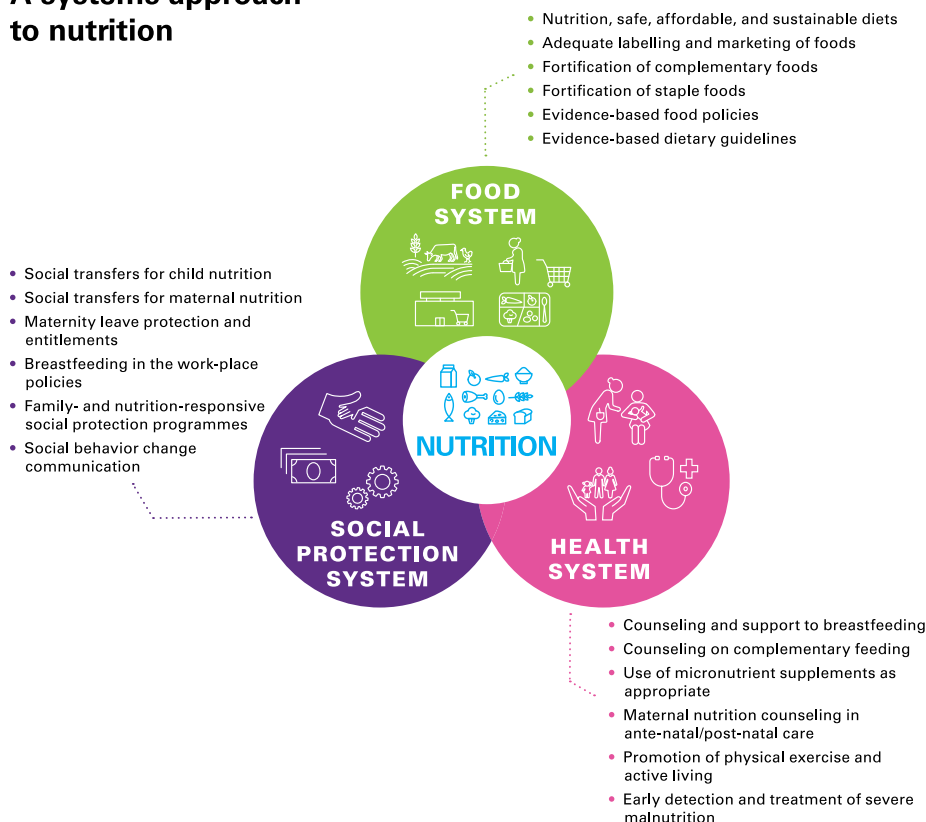 A systems approach
to nutrition
• Nutrition, safe, affordable, and sustainable diets
• Adequate labelling and marketing of foods
• Fortification of complementary foods
• Fortification of staple foods
• Evidence-based food policies
• Evidence-based dietary guidelines
FOOD
SYSTEM
• Social transfers for child nutrition
• Social transfers for maternal nutrition
• Maternity leave protection and
entitlements
• Breastfeeding in the work-place
policies
• Family- and nutrition-responsive
social protection programmes
• Social behavior change
communication
NUTRITION
SOCIAL
PROTECTION
SYSTEM
HEALTH
SYSTEM
• Counseling and support to breastfeeding
• Counseling on complementary feeding
• Use of micronutrient supplements as
appropriate
• Maternal nutrition counseling in
ante-natal/post-natal care
• Promotion of physical exercise and
active living
• Early detection and treatment of severe
malnutrition